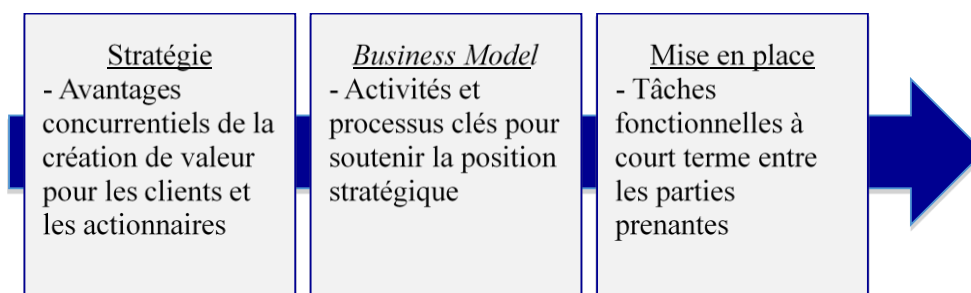 Stratégie
- Avantages
concurrentiels de la
création de valeur
pour les clients et
les actionnaires
Business Model
- Activités et
processus clés pour
soutenir la position
stratégique
Mise en place
- Tâches
fonctionnelles à
court terme entre
les parties
prenantes